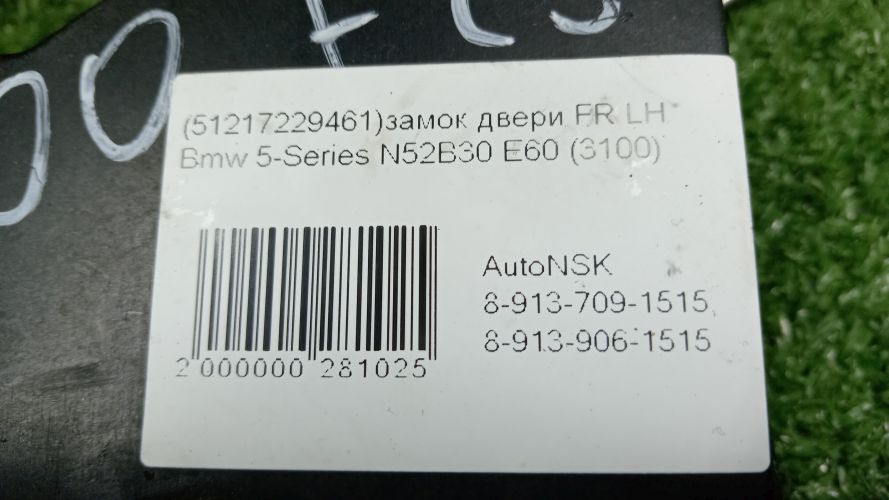 (51217229461)замок двери FR LH
Bmw 5-Series N52B30 E60 (3100)
AutoNSK
8-913-709-1515,
8-913-906-1515
2 000000 281025